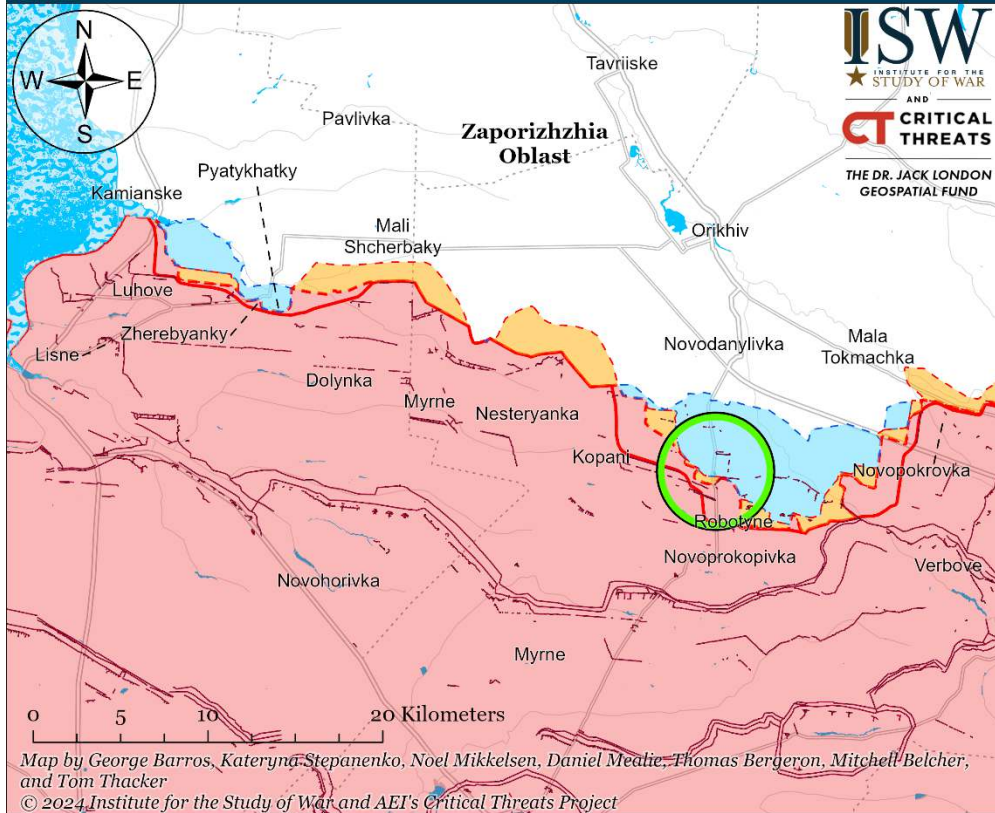 N
W E
S
ISW
INSTITUTE FOR THE
STUDY OF WAR
AND
CT CRITICAL
THREATS
THE DR. JACK LONDON
GEOSPATIAL FUND
Tavriiske
Pavlivka
Zaporizhzhia
Oblast
Pyatykhatky
Kamianske
Mali
Shcherbaky
Orikhiv
Luhove
Zherebyanky
Novodanylivka
Mala
Tokmachka
Lisne
Dolynka
Myrne
Nesteryanka
Kopani
Novopokrovka
Robotyne
Novoprokopivka
Verbove
Novohorivka
Myrne
0 5 10 20 Kilometers
Map by George Barros, Kateryna Stepanenko, Noel Mikkelsen, Daniel Mealie, Thomas Bergeron, Mitchell Belcher,
and Tom Thacker
© 2024 Institute for the Study of War and AEI's Critical Threats Project